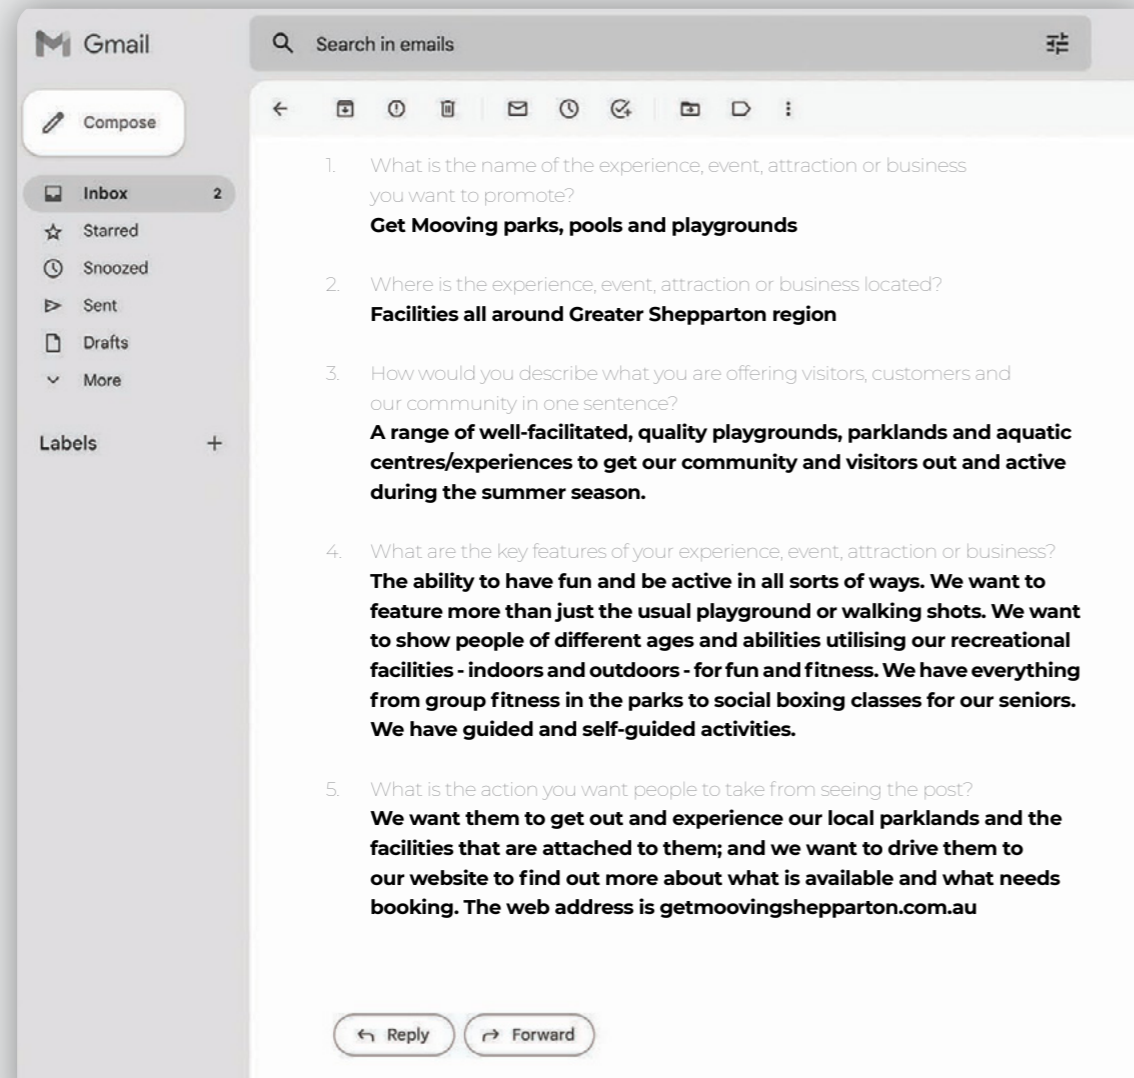 Gmail
Search in emails
Compose
Inbox 2
Starred
Snoozed
Sent
Drafts
More
Labels +
1. What is the name of the experience, event, attraction or business
you want to promote?
Get Mooving parks, pools and playgrounds
2. Where is the experience, event, attraction or business located?
Facilities all around Greater Shepparton region
3. How would you describe what you are offering visitors, customers and
our community in one sentence?
A range of well-facilitated, quality playgrounds, parklands and aquatic
centres/experiences to get our community and visitors out and active
during the summer season.
4. What are the key features of your experience, event, attraction or business?
The ability to have fun and be active in all sorts of ways. We want to
feature more than just the usual playground or walking shots. We want
to show people of different ages and abilities utilising our recreational
facilities - indoors and outdoors - for fun and fitness. We have everything
from group fitness in the parks to social boxing classes for our seniors.
We have guided and self-guided activities.
5. What is the action you want people to take from seeing the post?
We want them to get out and experience our local parklands and the
facilities that are attached to them; and we want to drive them to
our website to find out more about what is available and what needs
booking. The web address is getmoovingshepparton.com.au
Reply
Forward